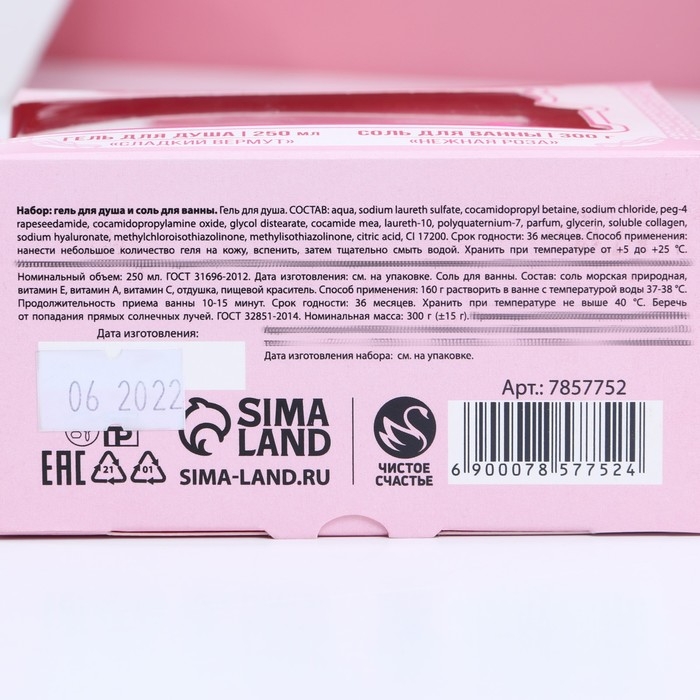 ГЕЛЬ ДЛЯ ДУША | 250 МЛ
«СЛАДКИЙ ВЕРМУТ»
СОЛЬ ДЛЯ ВАННЫ | 300 Г
«НЕЖНАЯ РОЗА»
Набор: гель для душа и соль для ванны. Гель для душа. СОСТАВ: aqua, sodium laureth sulfate, cocamidopropyl betaine, sodium chloride, peg-4
rapeseedamide, cocamidopropylamine oxide, glycol distearate, cocamide mea, laureth-10, polyquaternium-7, parfum, glycerin, soluble collagen,
sodium hyaluronate, methylchloroisothiazolinone, methylisothiazolinone, citric acid, CI 17200. Срок годности: 36 месяцев. Способ применения:
нанести небольшое количество геля на кожу, вспенить, затем тщательно смыть водой. Хранить при температуре от +5 до +25 °С.
Номинальный объем: 250 мл. ГОСТ 31696-2012. Дата изготовления: см. на упаковке. Соль для ванны. Состав: соль морская природная,
витамин Е, витамин А, витамин С, отдушка, пищевой краситель. Способ применения: 160 г растворить в ванне с температурой воды 37-38 °С.
Продолжительность приема ванны 10-15 минут. Срок годности: 36 месяцев. Хранить при температуре не выше 40 °С. Беречь
от попадания прямых солнечных лучей. ГОСТ 32851-2014. Номинальная масса: 300 г (±15 г).
Дата изготовления:
Дата изготовления набора: см. на упаковке.
06 2022
EAC
21
01
SIMA
LAND
SIMA-LAND.RU
ЧИСТОЕ
СЧАСТЬЕ
Арт.: 7857752
6 900078 577524